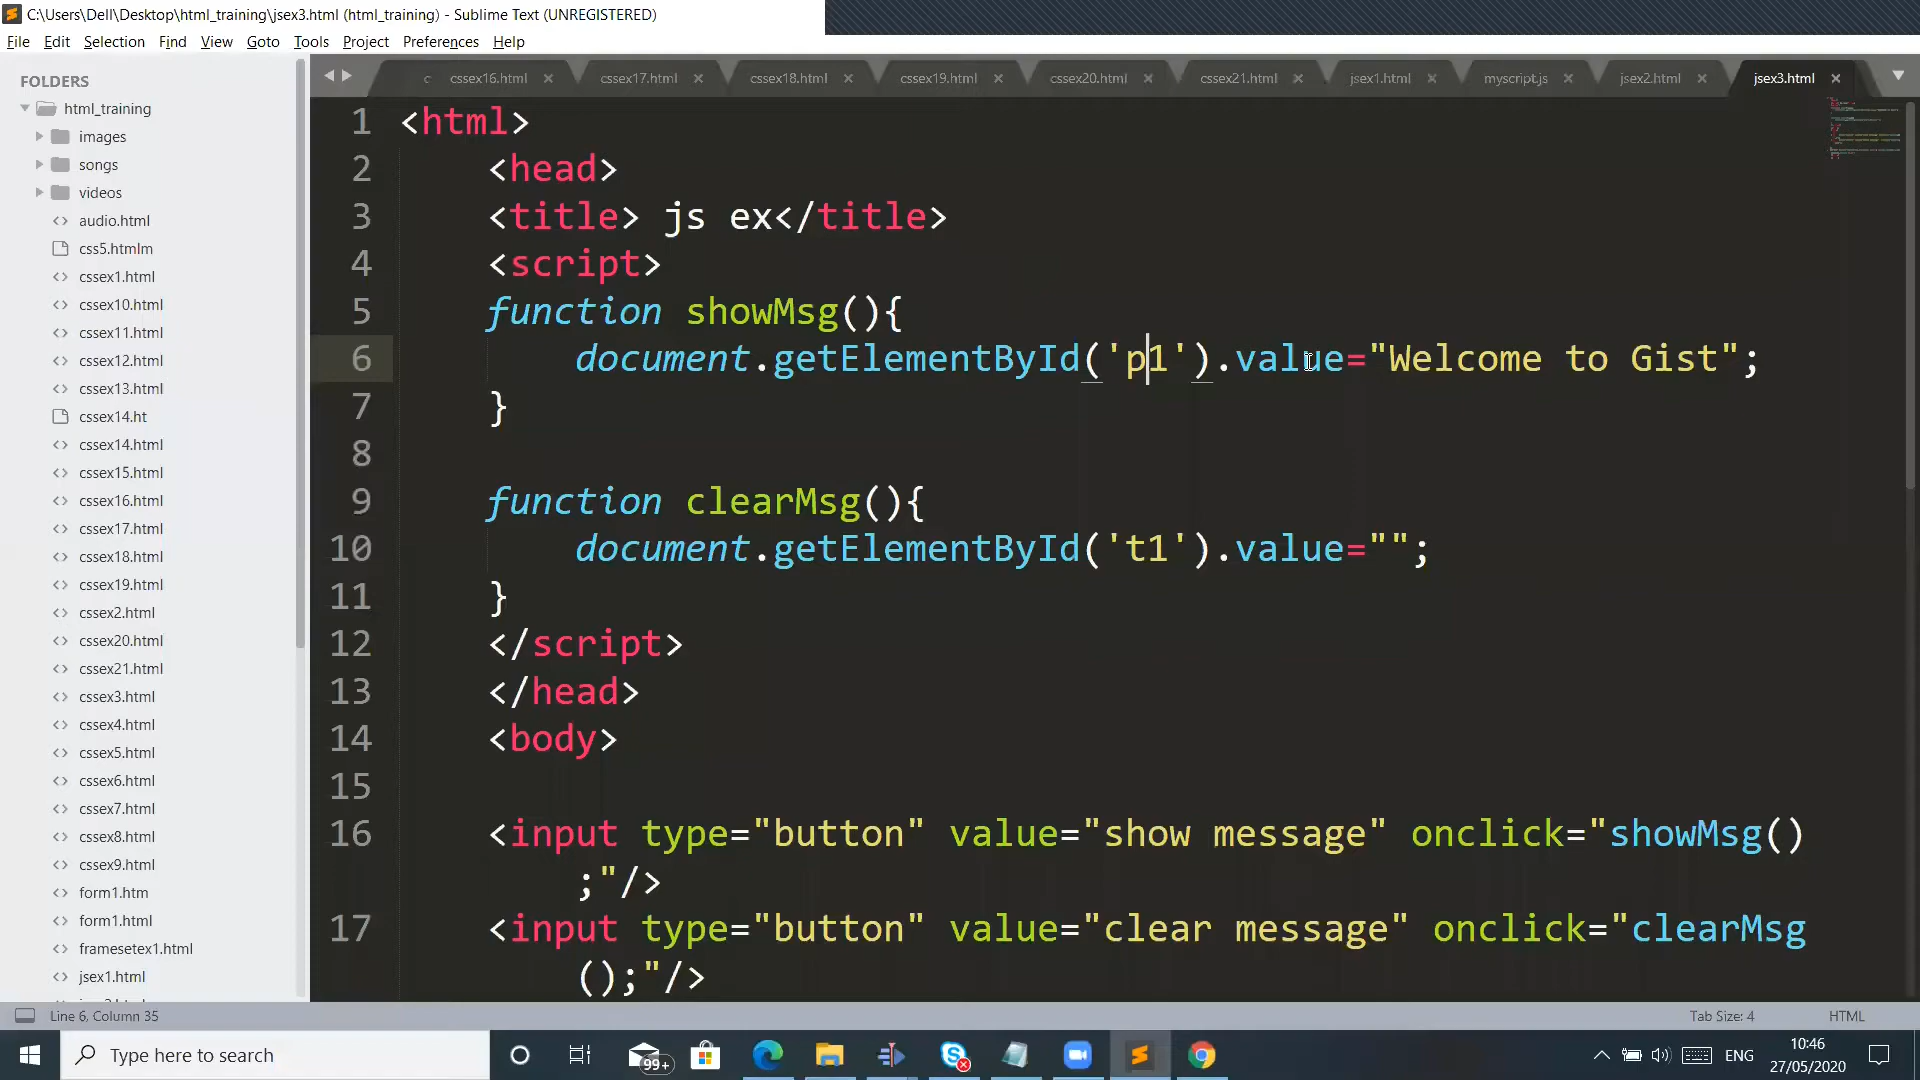 C:\Users\Dell\Desktop\html_training\jsex3.html (html_training) - Sublime Text (UNREGISTERED)
File Edit Selection Find View Goto Tools Project Preferences Help
FOLDERS
html_training
images
songs
videos
audio.html
css5.htmlm
cssex1.html
cssex10.html
cssex11.html
cssex12.html
cssex13.html
cssex14.ht
cssex14.html
cssex15.html
cssex16.html
cssex17.html
cssex18.html
cssex19.html
cssex2.html
cssex20.html
cssex21.html
cssex3.html
cssex4.html
cssex5.html
cssex6.html
cssex7.html
cssex8.html
cssex9.html
form1.htm
form1.html
framesetex1.html
jsex1.html
c cssex16.html cssex17.html cssex18.html cssex19.html cssex20.html cssex21.html jsex1.html myscript.js jsex2.html jsex3.html
1 <html>
2 <head>
3 <title> js ex</title>
4 <script>
5 function showMsg(){
6 document.getElementById('p1').value="Welcome to Gist";
7 }
8
9 function clearMsg(){
10 document.getElementById('t1').value="";
11 }
12 </script>
13 </head>
14 <body>
15
16 <input type="button" value="show message" onclick="showMsg()
;"/>
17 <input type="button" value="clear message" onclick="clearMsg
();"/>
Line 6, Column 35 Tab Size: 4 HTML
Type here to search 99+ ENG 10:46
27/05/2020